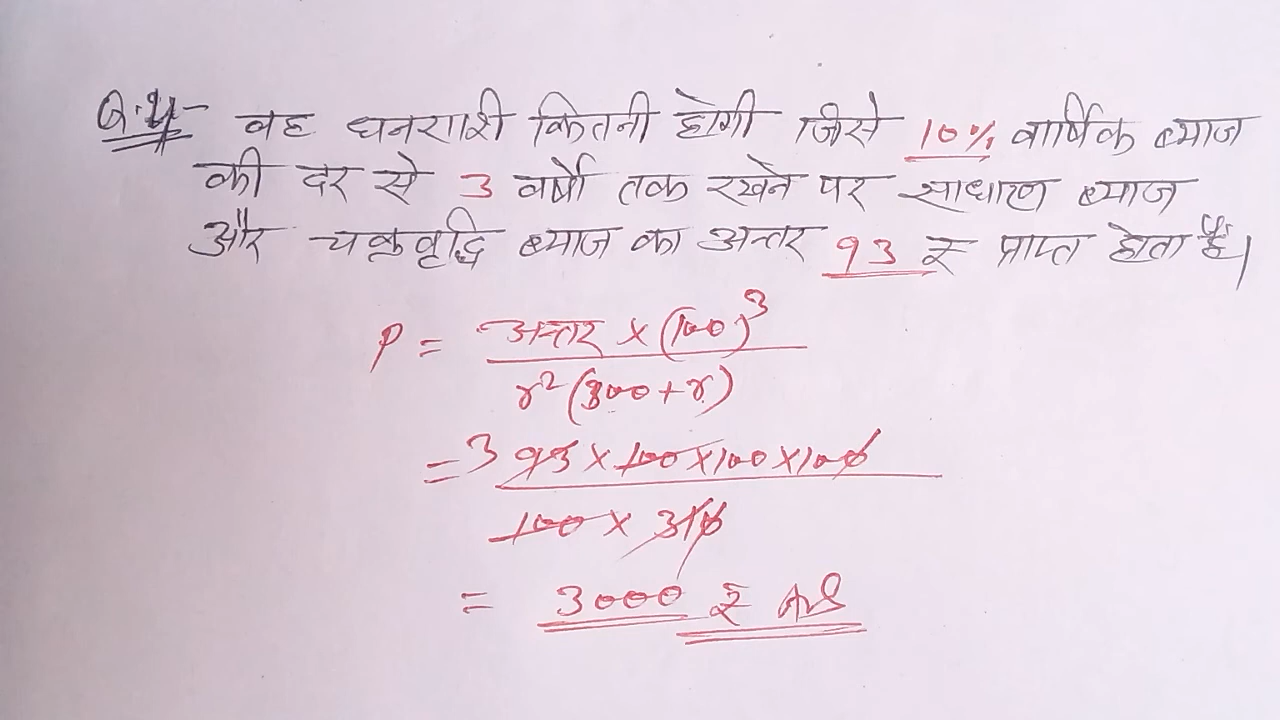 Q.4- वह धनराशी कितनी होगी जिसे 10% वार्षिक ब्याज
की दर से 3 वर्षो तक रखने पर साधारण ब्याज
और चक्रवृद्धि ब्याज का अन्तर 93 रु प्राप्त होता है।
P = अन्तर × (100)³
r² (300 + r)
= 3 93 × 100 × 100 × 100
100 × 310
= 3000 रु Ans